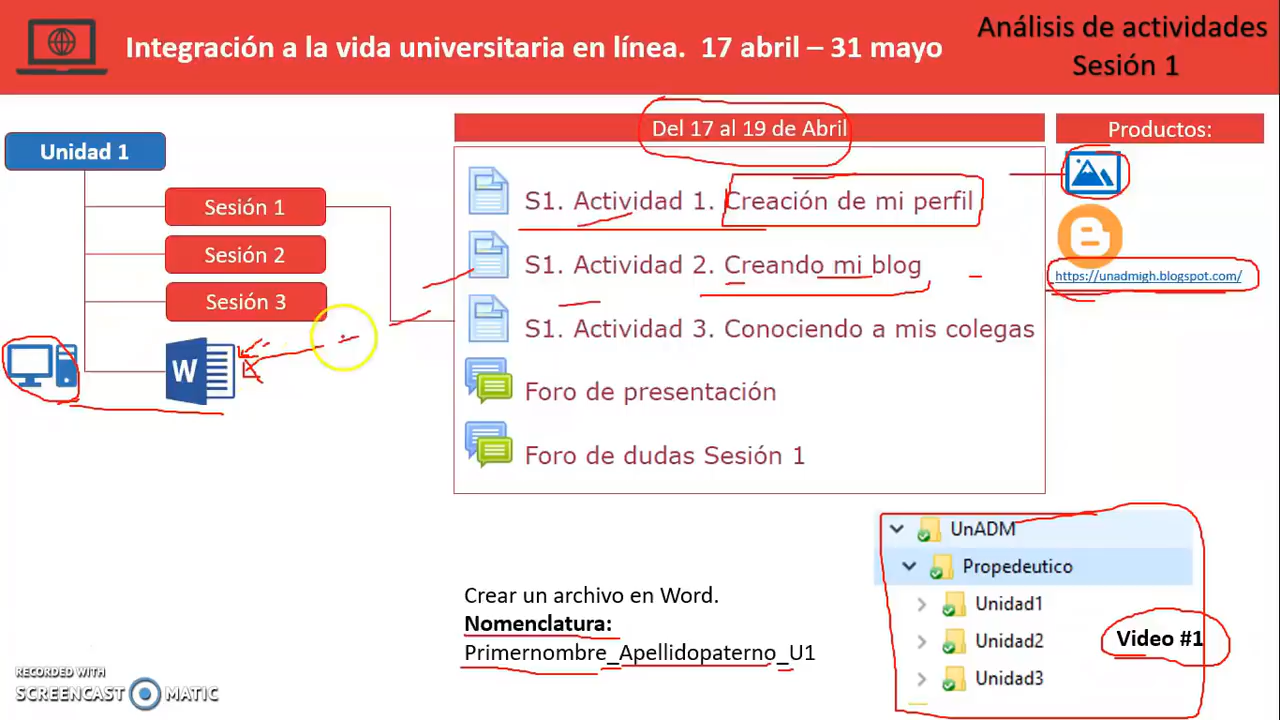 Integración a la vida universitaria en línea. 17 abril – 31 mayo
Análisis de actividades
Sesión 1
Unidad 1
Sesión 1
Sesión 2
Sesión 3
W
Del 17 al 19 de Abril
S1. Actividad 1. Creación de mi perfil
S1. Actividad 2. Creando mi blog
S1. Actividad 3. Conociendo a mis colegas
Foro de presentación
Foro de dudas Sesión 1
Productos:
https://unadmigh.blogspot.com/
Crear un archivo en Word.
Nomenclatura:
Primernombre_Apellidopaterno_U1
UnADM
Propedeutico
Unidad1
Unidad2
Unidad3
Video #1
RECORDED WITH
SCREENCAST MATIC